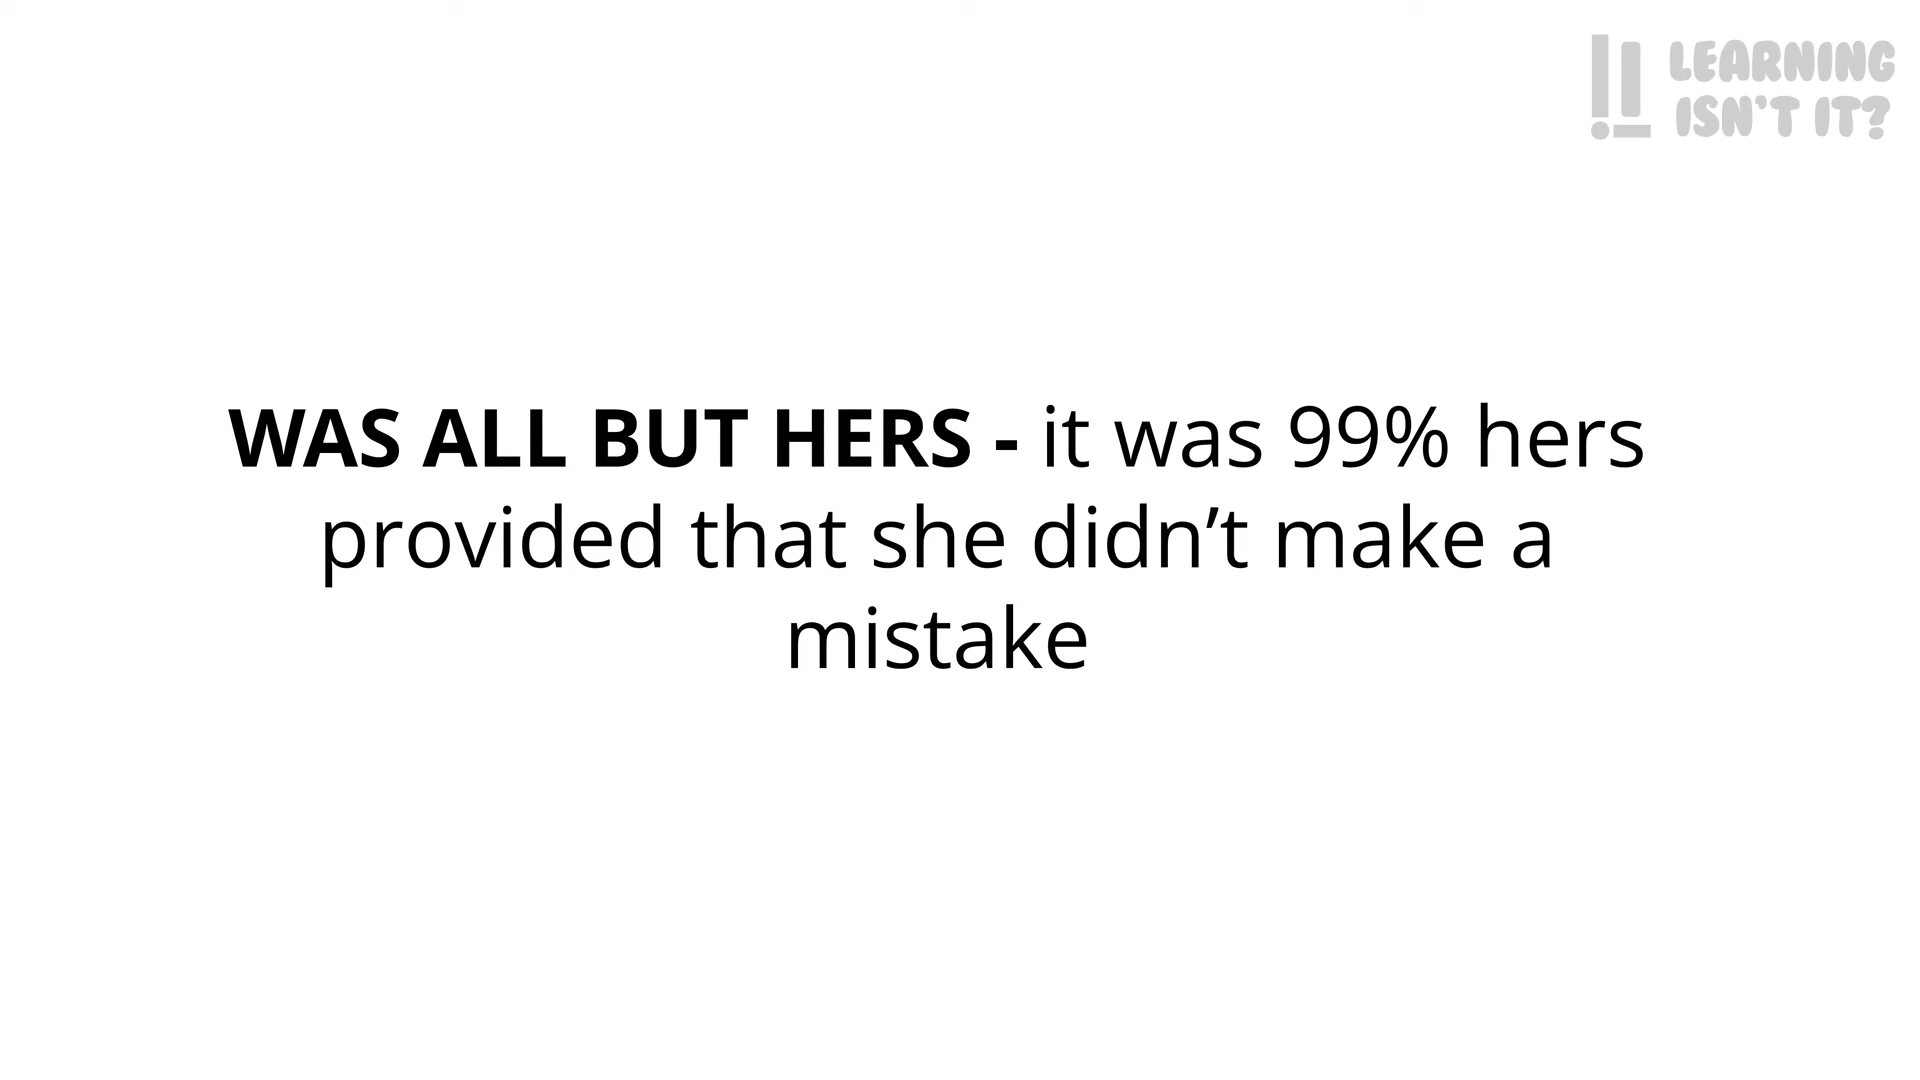 LEARNING
ISN'T IT?
WAS ALL BUT HERS - it was 99% hers
provided that she didn’t make a
mistake